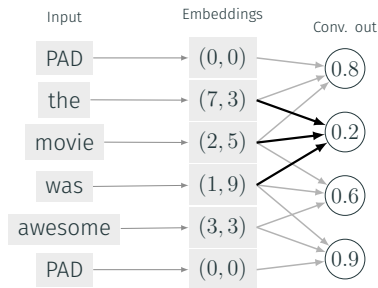 Input Embeddings Conv. out
PAD (0, 0) 0.8
the (7, 3)
movie (2, 5) 0.2
was (1, 9) 0.6
awesome (3, 3)
PAD (0, 0) 0.9